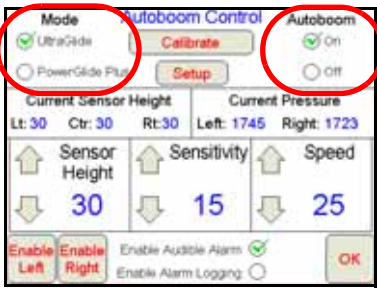 Mode Autoboom Control Autoboom
UltraGlide Calibrate On
PowerGlide Plus Setup Off
Current Sensor Height Current Pressure
Lt: 30 Ctr: 30 Rt:30 Left: 1745 Right: 1723
Sensor Height Sensitivity Speed
30 15 25
Enable Left Enable Right Enable Audible Alarm
Enable Alarm Logging OK